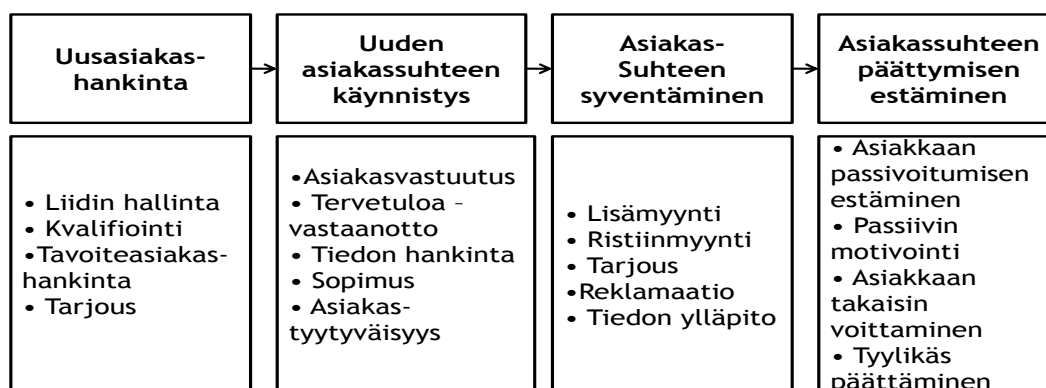 Uusasiakas-
hankinta
Uuden
asiakassuhteen
käynnistys
Asiakas-
Suhteen
syventäminen
Asiakassuhteen
päättymisen
estäminen
• Liidin hallinta
• Kvalifiointi
•Tavoiteasiakas-
hankinta
• Tarjous
•Asiakasvastuutus
• Tervetuloa -
vastaanotto
• Tiedon hankinta
• Sopimus
• Asiakas-
tyytyväisyys
• Lisämyynti
• Ristiinmyynti
• Tarjous
•Reklamaatio
• Tiedon ylläpito
• Asiakkaan
passivoitumisen
estäminen
• Passiivin
motivointi
• Asiakkaan
takaisin
voittaminen
• Tyylikäs
päättäminen